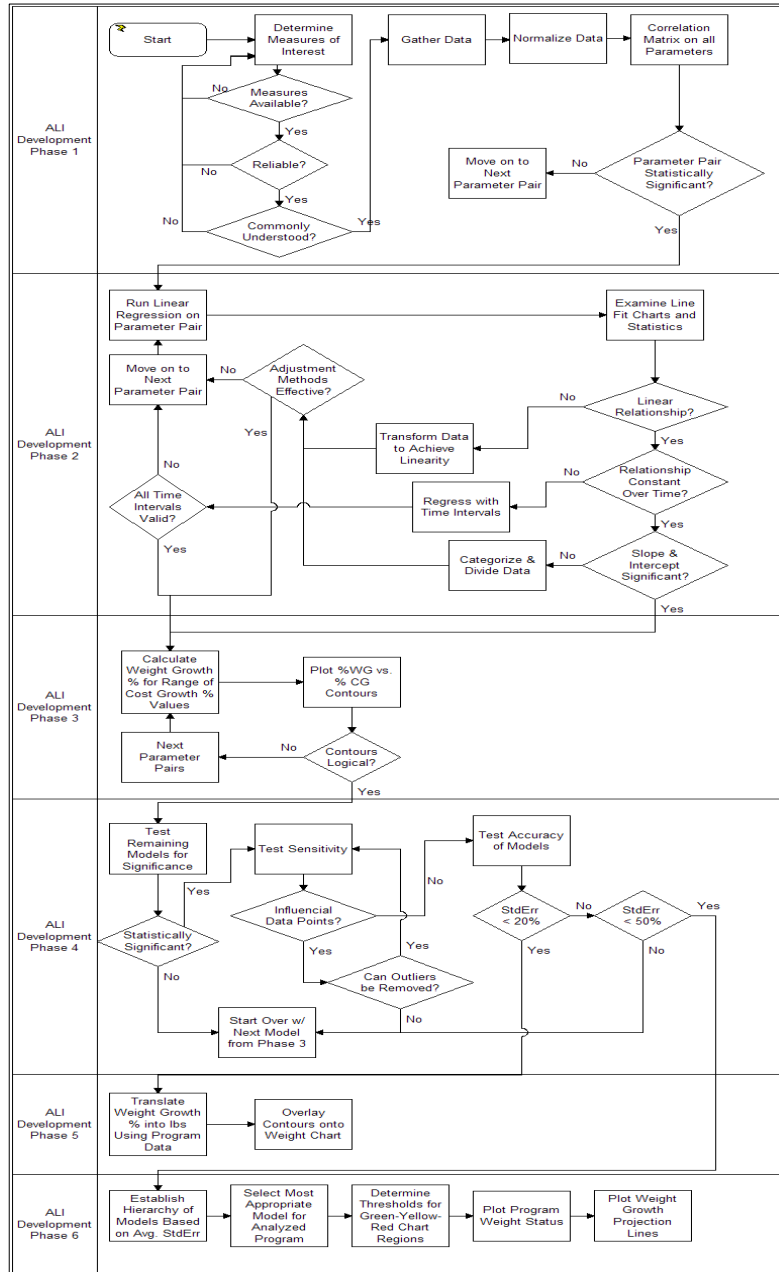 ALI
Development
Phase 1
Start
Determine
Measures of
Interest
Gather Data
Normalize Data
Correlation
Matrix on all
Parameters
No
Measures
Available?
Yes
No
Reliable?
Yes
No
Commonly
Understood?
Yes
Move on to
Next
Parameter Pair
No
Parameter Pair
Statistically
Significant?
Yes
ALI
Development
Phase 2
Run Linear
Regression on
Parameter Pair
Examine Line
Fit Charts and
Statistics
Move on to
Next
Parameter Pair
No
Adjustment
Methods
Effective?
Yes
No
Linear
Relationship?
Yes
Transform Data
to Achieve
Linearity
No
All Time
Intervals
Valid?
Yes
Regress with
Time Intervals
No
Relationship
Constant
Over Time?
Yes
Categorize &
Divide Data
No
Slope &
Intercept
Significant?
Yes
ALI
Development
Phase 3
Calculate
Weight Growth
% for Range of
Cost Growth %
Values
Plot %WG vs.
% CG
Contours
Next
Parameter
Pairs
No
Contours
Logical?
Yes
ALI
Development
Phase 4
Test
Remaining
Models for
Significance
Yes
Test Sensitivity
No
Test Accuracy
of Models
Statistically
Significant?
No
Influencial
Data Points?
Yes
Yes
Can Outliers
be Removed?
No
StdErr
< 20%
No
Yes
StdErr
< 50%
Yes
No
Start Over w/
Next Model
from Phase 3
ALI
Development
Phase 5
Translate
Weight Growth
% into lbs
Using Program
Data
Overlay
Contours onto
Weight Chart
ALI
Development
Phase 6
Establish
Hierarchy of
Models Based
on Avg. StdErr
Select Most
Appropriate
Model for
Analyzed
Program
Determine
Thresholds for
Green-Yellow-
Red Chart
Regions
Plot Program
Weight Status
Plot Weight
Growth
Projection
Lines